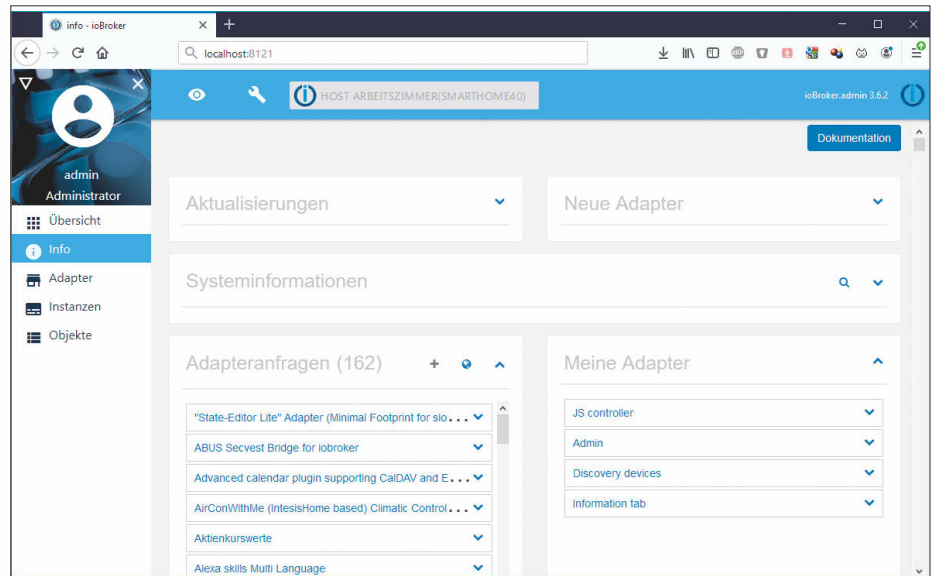 info - ioBroker
localhost:8121
HOST ARBEITSZIMMER(SMARTHOME40)
ioBroker.admin 3.6.2
Dokumentation
admin
Administrator
Übersicht
Info
Adapter
Instanzen
Objekte
Aktualisierungen
Neue Adapter
Systeminformationen
Adapteranfragen (162)
"State-Editor Lite" Adapter (Minimal Footprint for slo...
ABUS Secvest Bridge for iobroker
Advanced calendar plugin supporting CalDAV and E...
AirConWithMe (IntesisHome based) Climatic Control...
Aktienkurswerte
Alexa skills Multi Language
Meine Adapter
JS controller
Admin
Discovery devices
Information tab